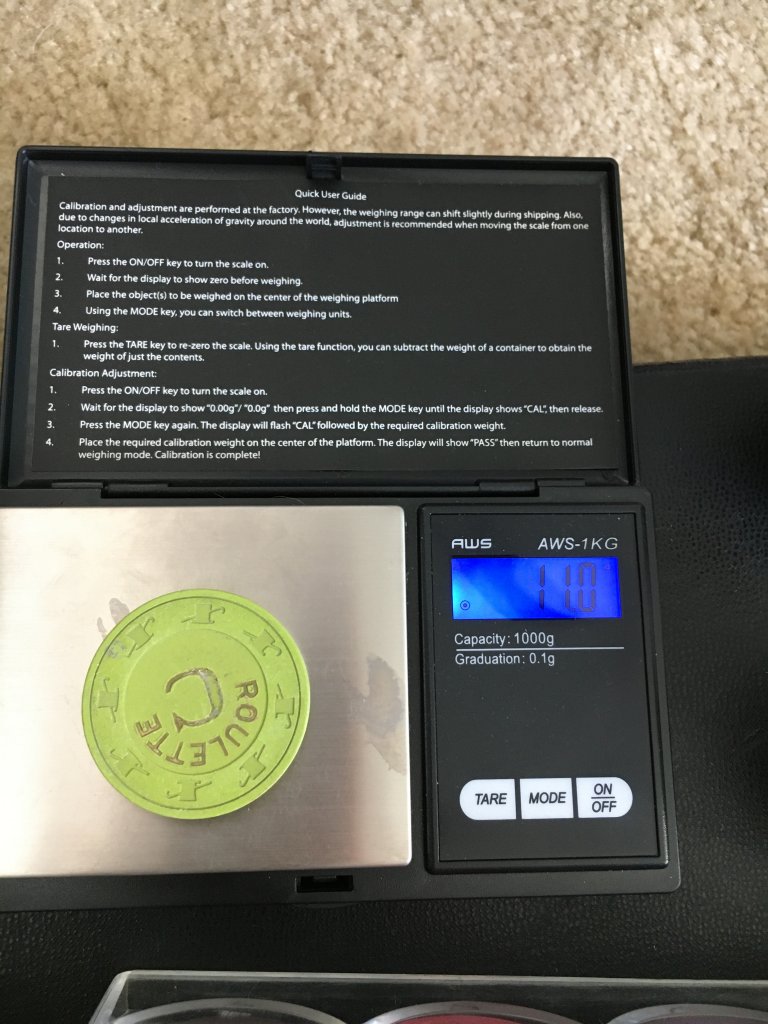 Quick User Guide
Calibration and adjustment are performed at the factory. However, the weighing range can shift slightly during shipping. Also,
due to changes in local acceleration of gravity around the world, adjustment is recommended when moving the scale from one
location to another.
Operation:
1. Press the ON/OFF key to turn the scale on.
2. Wait for the display to show zero before weighing.
3. Place the object(s) to be weighed on the center of the weighing platform
4. Using the MODE key, you can switch between weighing units.
Tare Weighing:
1. Press the TARE key to re-zero the scale. Using the tare function, you can subtract the weight of a container to obtain the
weight of just the contents.
Calibration Adjustment:
1. Press the ON/OFF key to turn the scale on.
2. Wait for the display to show "0.00g"/ "0.0g" then press and hold the MODE key until the display shows "CAL", then release.
3. Press the MODE key again. The display will flash "CAL" followed by the required calibration weight.
4. Place the required calibration weight on the center of the platform. The display will show "PASS" then return to normal
weighing mode. Calibration is complete!
AWS AWS-1KG
11.0
Capacity: 1000g
Graduation: 0.1g
TARE MODE ON/OFF
C
ROULETTE